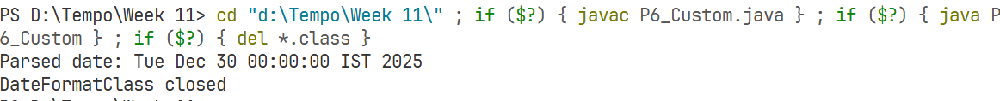 PS D:\Tempo\Week 11> cd "d:\Tempo\Week 11\" ; if ($?) { javac P6_Custom.java } ; if ($?) { java P
6_Custom } ; if ($?) { del *.class }
Parsed date: Tue Dec 30 00:00:00 IST 2025
DateFormatClass closed